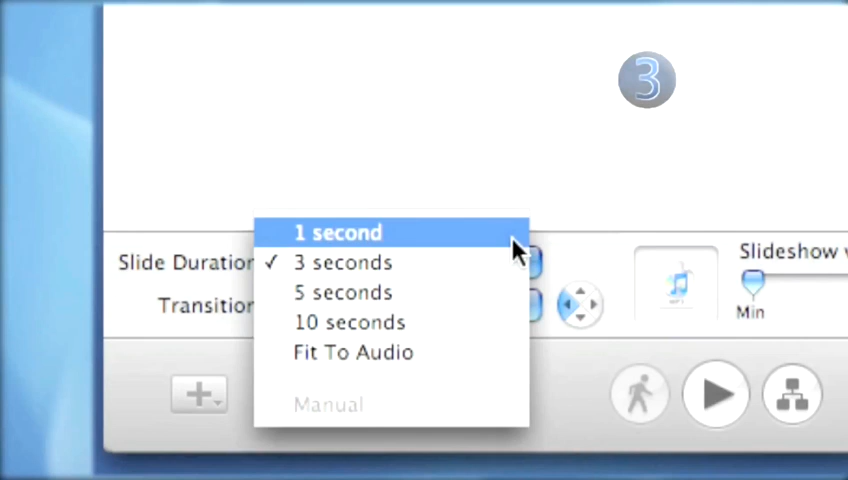 3
1 second
Slide Duration
✓ 3 seconds
5 seconds
Transition
10 seconds
Fit To Audio
Manual
Slideshow v
Min